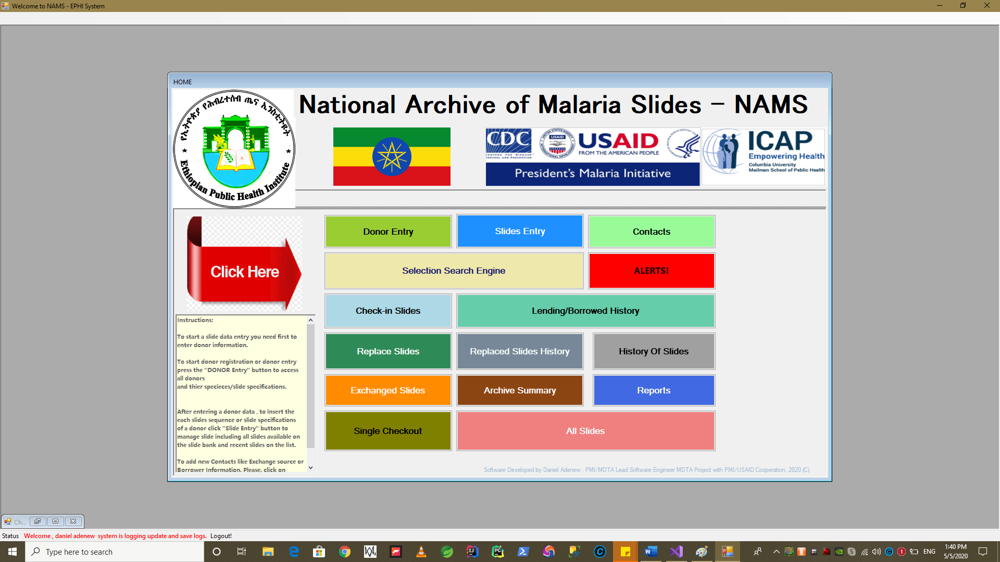 Welcome to NAMS - EPHI System
HOME
የኢትዮጵያ የሕብረተሰብ ጤና ኢንስቲትዩት
Ethiopian Public Health Institute
National Archive of Malaria Slides - NAMS
CDC
CENTERS FOR DISEASE
CONTROL AND PREVENTION
UNITED STATES AGENCY
INTERNATIONAL DEVELOPMENT
USAID
USAID
FROM THE AMERICAN PEOPLE
President's Malaria Initiative
ICAP
Empowering Health
Columbia University
Mailman School of Public Health
Click Here
Donor Entry
Slides Entry
Contacts
Selection Search Engine
ALERTS!
Check-in Slides
Lending/Borrowed History
Replace Slides
Replaced Slides History
History Of Slides
Exchanged Slides
Archive Summary
Reports
Single Checkout
All Slides
Instructions:
To start a slide data entry you need first to
enter donor information.
To start donor registration or donor entry
press the "DONOR Entry" button to access
all donors
and thier specieces/slide specifications.
After entering a donor data , to insert the
each slides sequence or slide specifications
of a donor click "Slide Entry" button to
manage slide including all slides available on
the slide bank and recent slides on the list.
To add new Contacts like Exchange source or
Borrower Information. Please. click on
Software Developed by Daniel Adenew , PMI/MDTA Lead Software Engineer MDTA Project with PMI/USAID Cooperation, 2020 (C).
Ch...
Status Welcome , daniel adenew system is logging update and save logs. Logout!
Type here to search
ENG
1:40 PM
5/5/2020